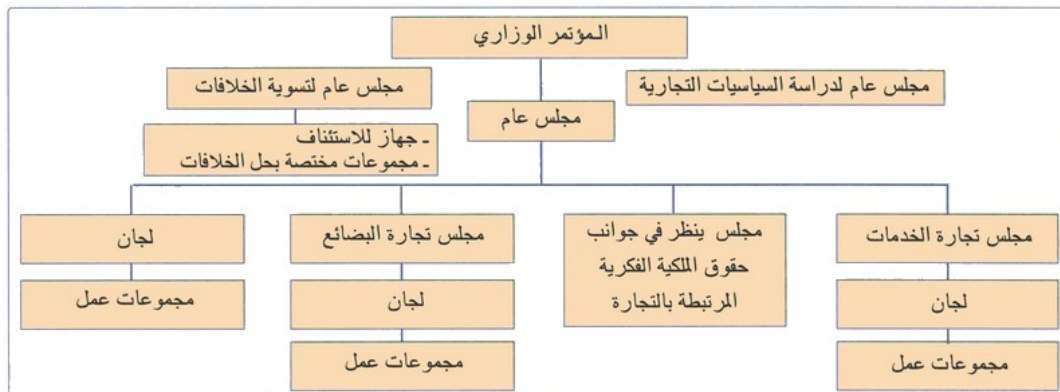 الـمؤتمر الوزاري
مجلس عام لدراسة السياسيات التجارية
مجلس عام لتسوية الخلافات
مجلس عام
ـ جهاز للاستئناف
ـ مجموعات مختصة بحل الخلافات
مجلس تجارة الخدمات
لجان
مجموعات عمل
مجلس ينظر في جوانب
حقوق الملكية الفكرية
المرتبطة بالتجارة
مجلس تجارة البضائع
لجان
مجموعات عمل
لجان
مجموعات عمل